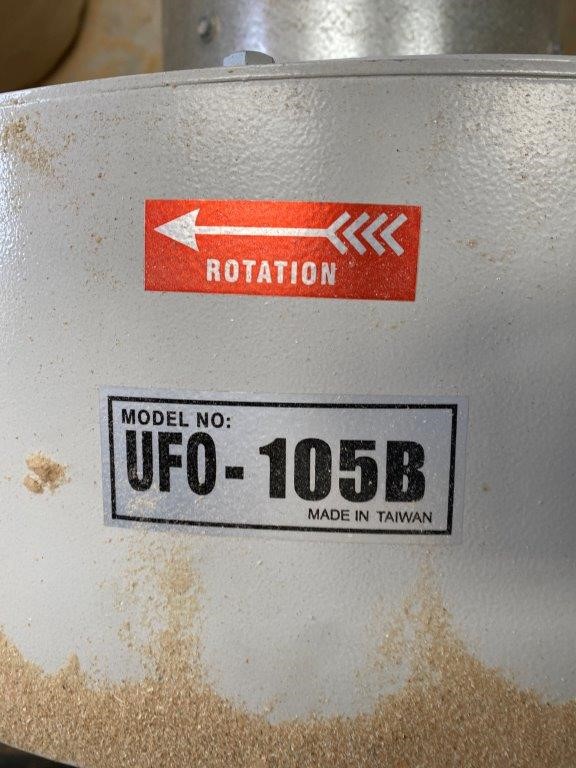 ROTATION
MODEL NO:
UFO-105B
MADE IN TAIWAN